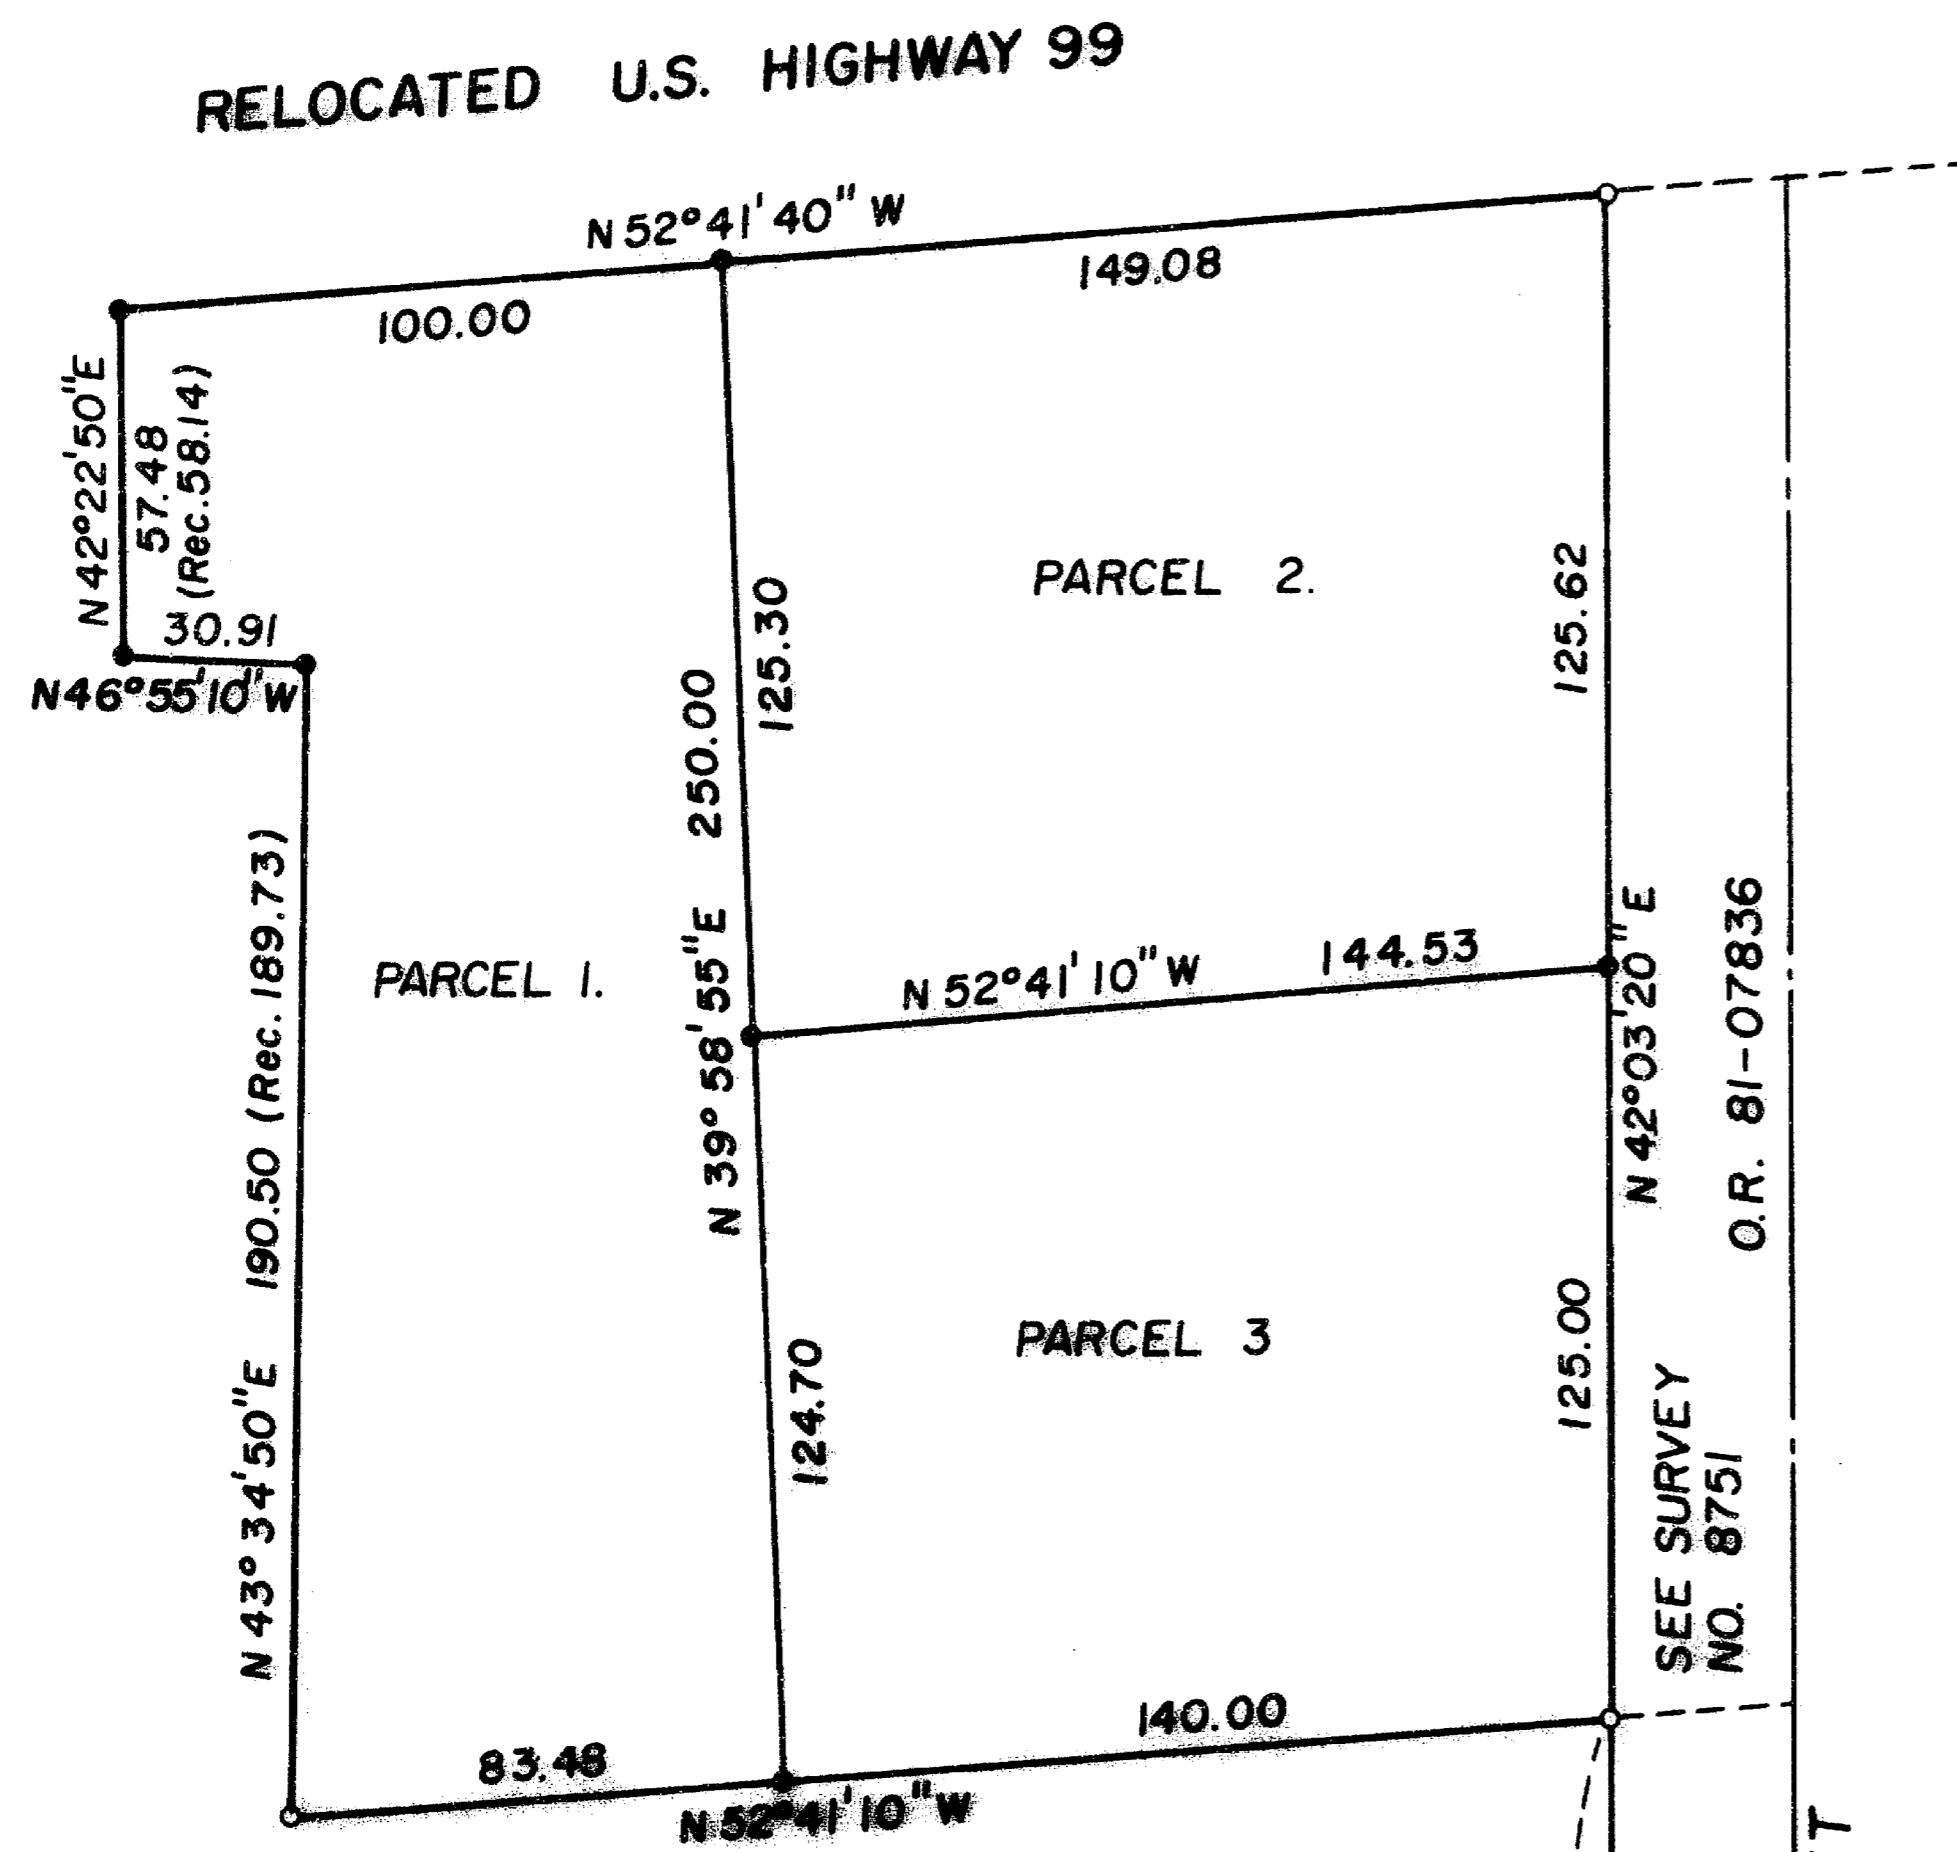 RELOCATED U.S. HIGHWAY 99
N 52°41'40" W
149.08
100.00
N 42°22'50" E
57.48
(Rec. 58.14)
30.91
N 46°55'10" W
PARCEL 2.
125.30
125.62
250.00
N 39°58'55" E
190.50 (Rec. 189.73)
N 43°34'50" E
PARCEL 1.
N 52°41'10" W
144.53
N 42°03'20" E
O.R. 81-07836
PARCEL 3
124.70
125.00
SEE SURVEY
NO. 8751
140.00
83.48
N 52°41'10" W
T